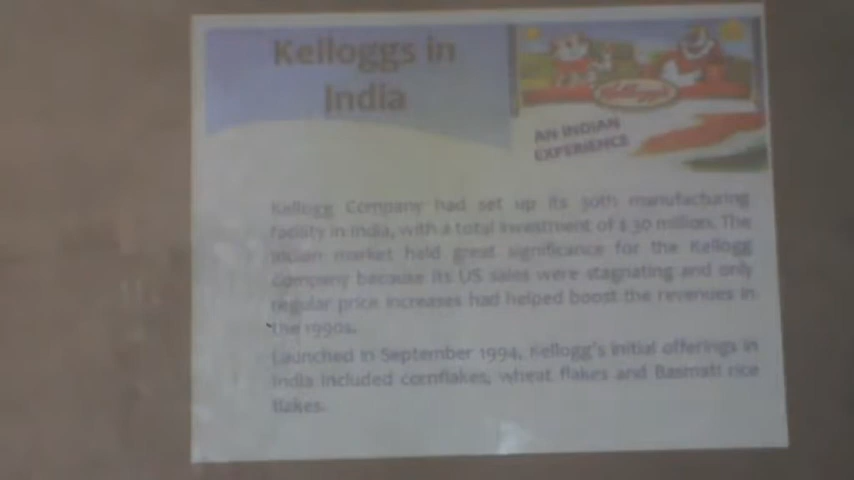 Kelloggs in
India
Kellogg's
AN INDIAN
EXPERIENCE
Kellogg Company had set up its 30th manufacturing
facility in India, with a total investment of $ 30 million. The
Indian market held great significance for the Kellogg
company because its US sales were stagnating and only
regular price increases had helped boost the revenues in
the 1990s.
Launched in September 1994, Kellogg's initial offerings in
India included cornflakes, wheat flakes and Basmati rice
flakes.